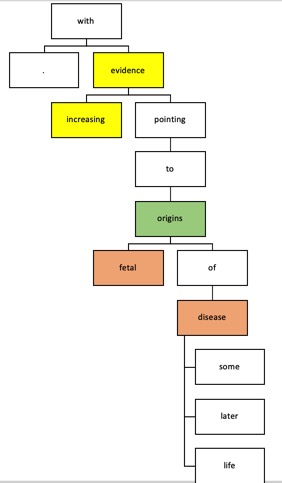 with
.
evidence
increasing
pointing
to
origins
fetal
of
disease
some
later
life